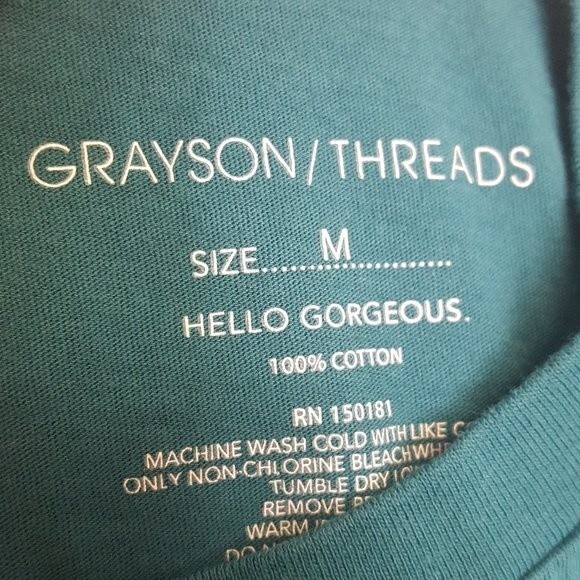 GRAYSON/THREADS
SIZE......M...............
HELLO GORGEOUS.
100% COTTON
RN 150181
MACHINE WASH COLD WITH LIKE
ONLY NON-CHLORINE BLEACH
TUMBLE DRY
REMOVE
WARM